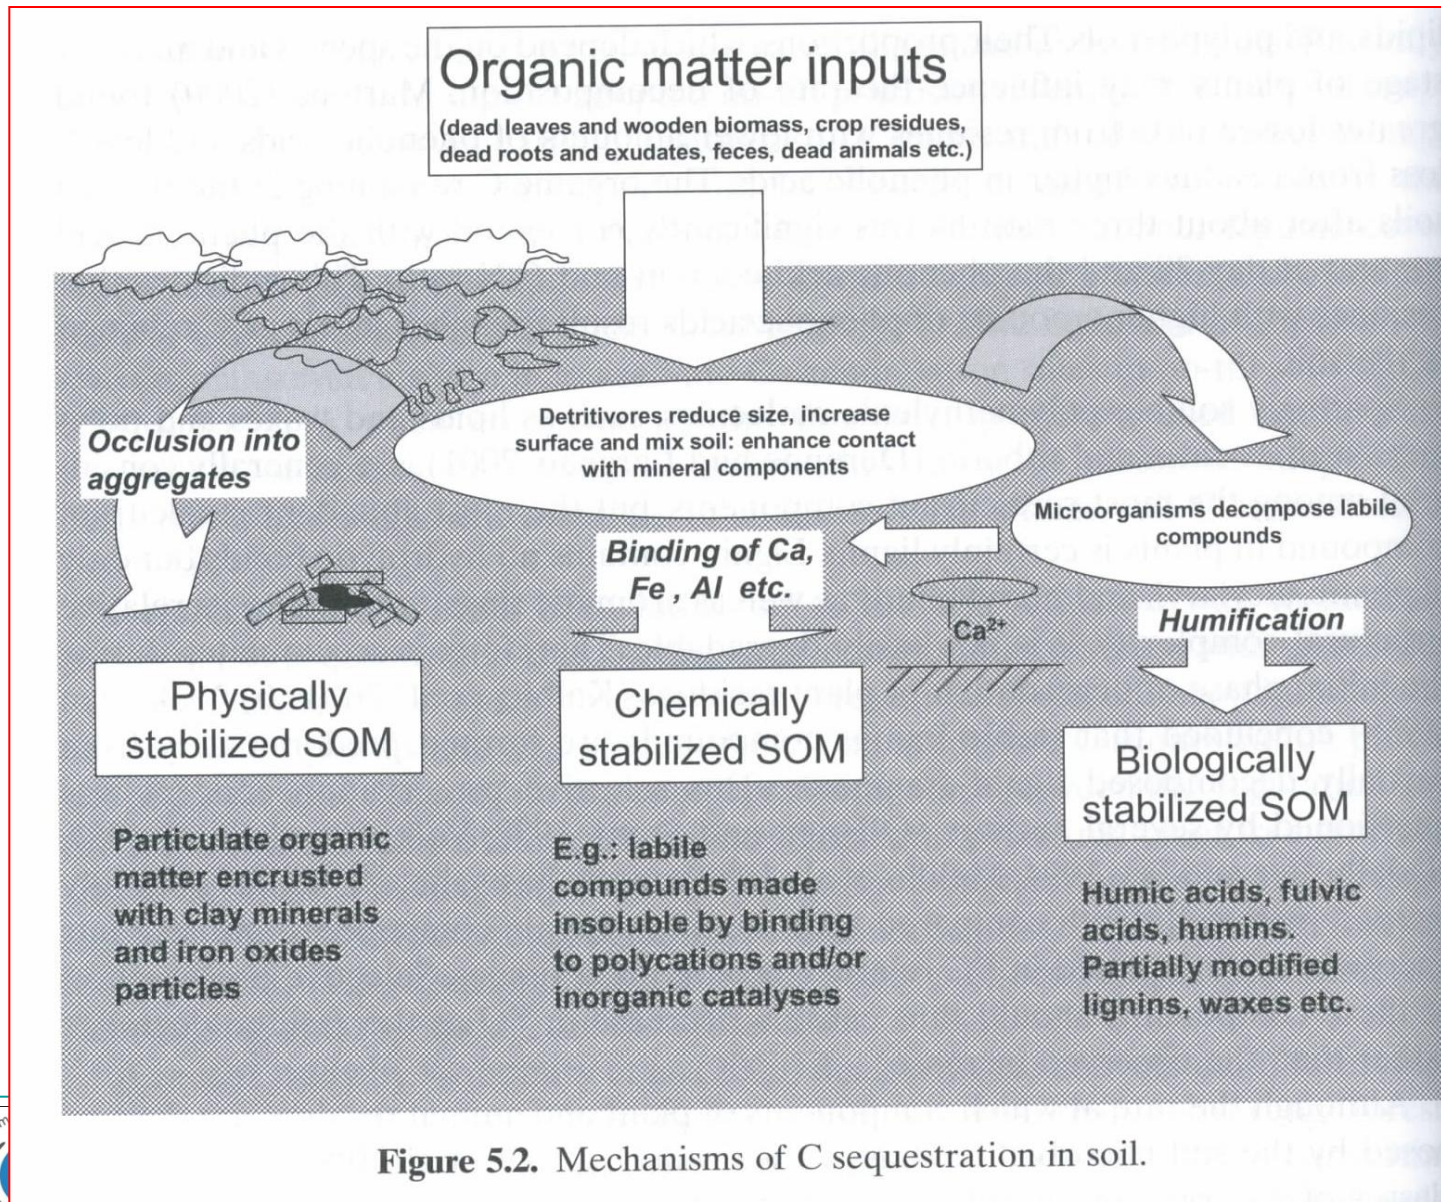 Organic matter inputs
(dead leaves and wooden biomass, crop residues,
dead roots and exudates, feces, dead animals etc.)
Detritivores reduce size, increase
surface and mix soil: enhance contact
with mineral components
Occlusion into
aggregates
Microorganisms decompose labile
compounds
Binding of Ca,
Fe , Al etc.
Ca²⁺
Humification
Physically
stabilized SOM
Chemically
stabilized SOM
Biologically
stabilized SOM
Particulate organic
matter encrusted
with clay minerals
and iron oxides
particles
E.g.: labile
compounds made
insoluble by binding
to polycations and/or
inorganic catalyses
Humic acids, fulvic
acids, humins.
Partially modified
lignins, waxes etc.
Figure 5.2. Mechanisms of C sequestration in soil.